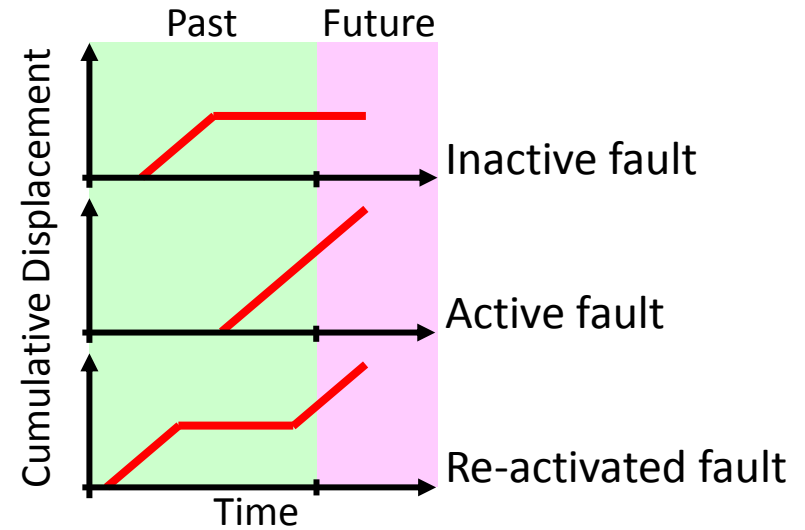 Past
Future
Cumulative Displacement
Inactive fault
Active fault
Re-activated fault
Time